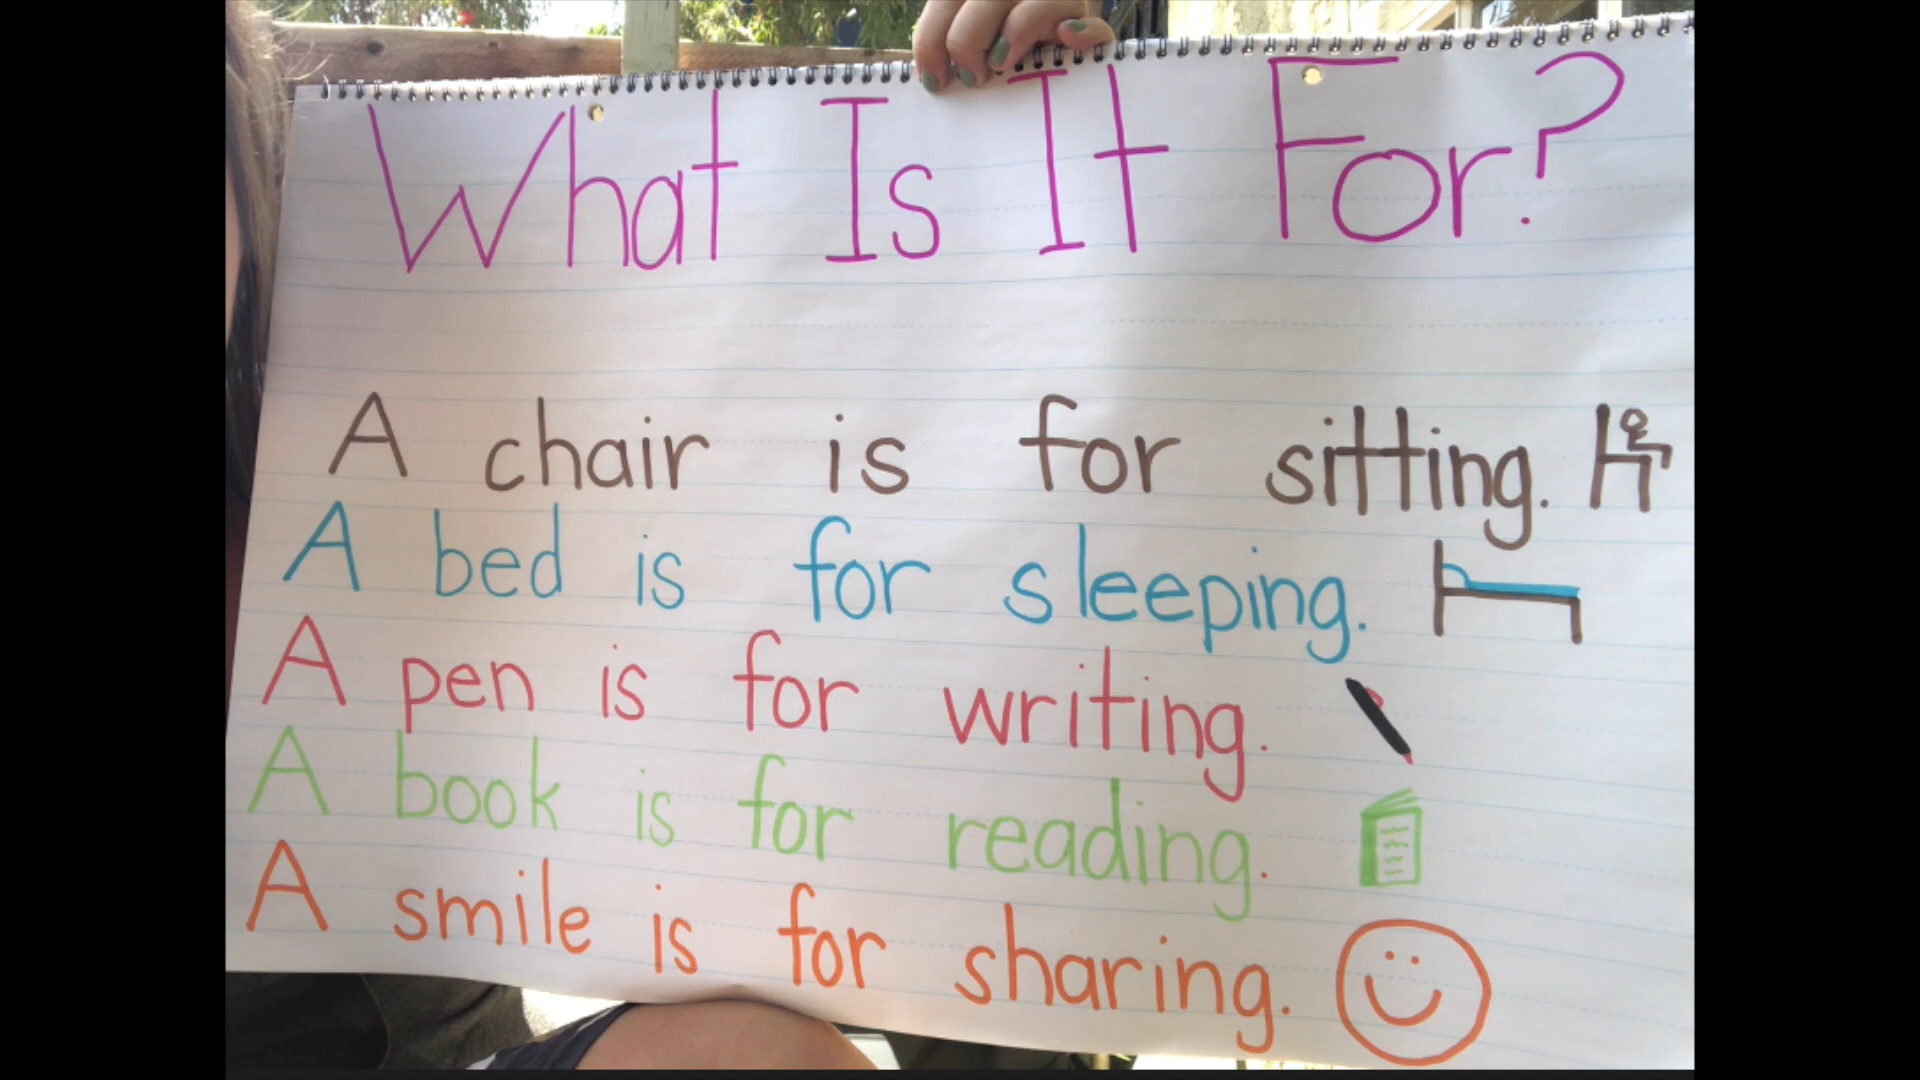 What Is It For?
A chair is for sitting.
A bed is for sleeping.
A pen is for writing.
A book is for reading.
A smile is for sharing.